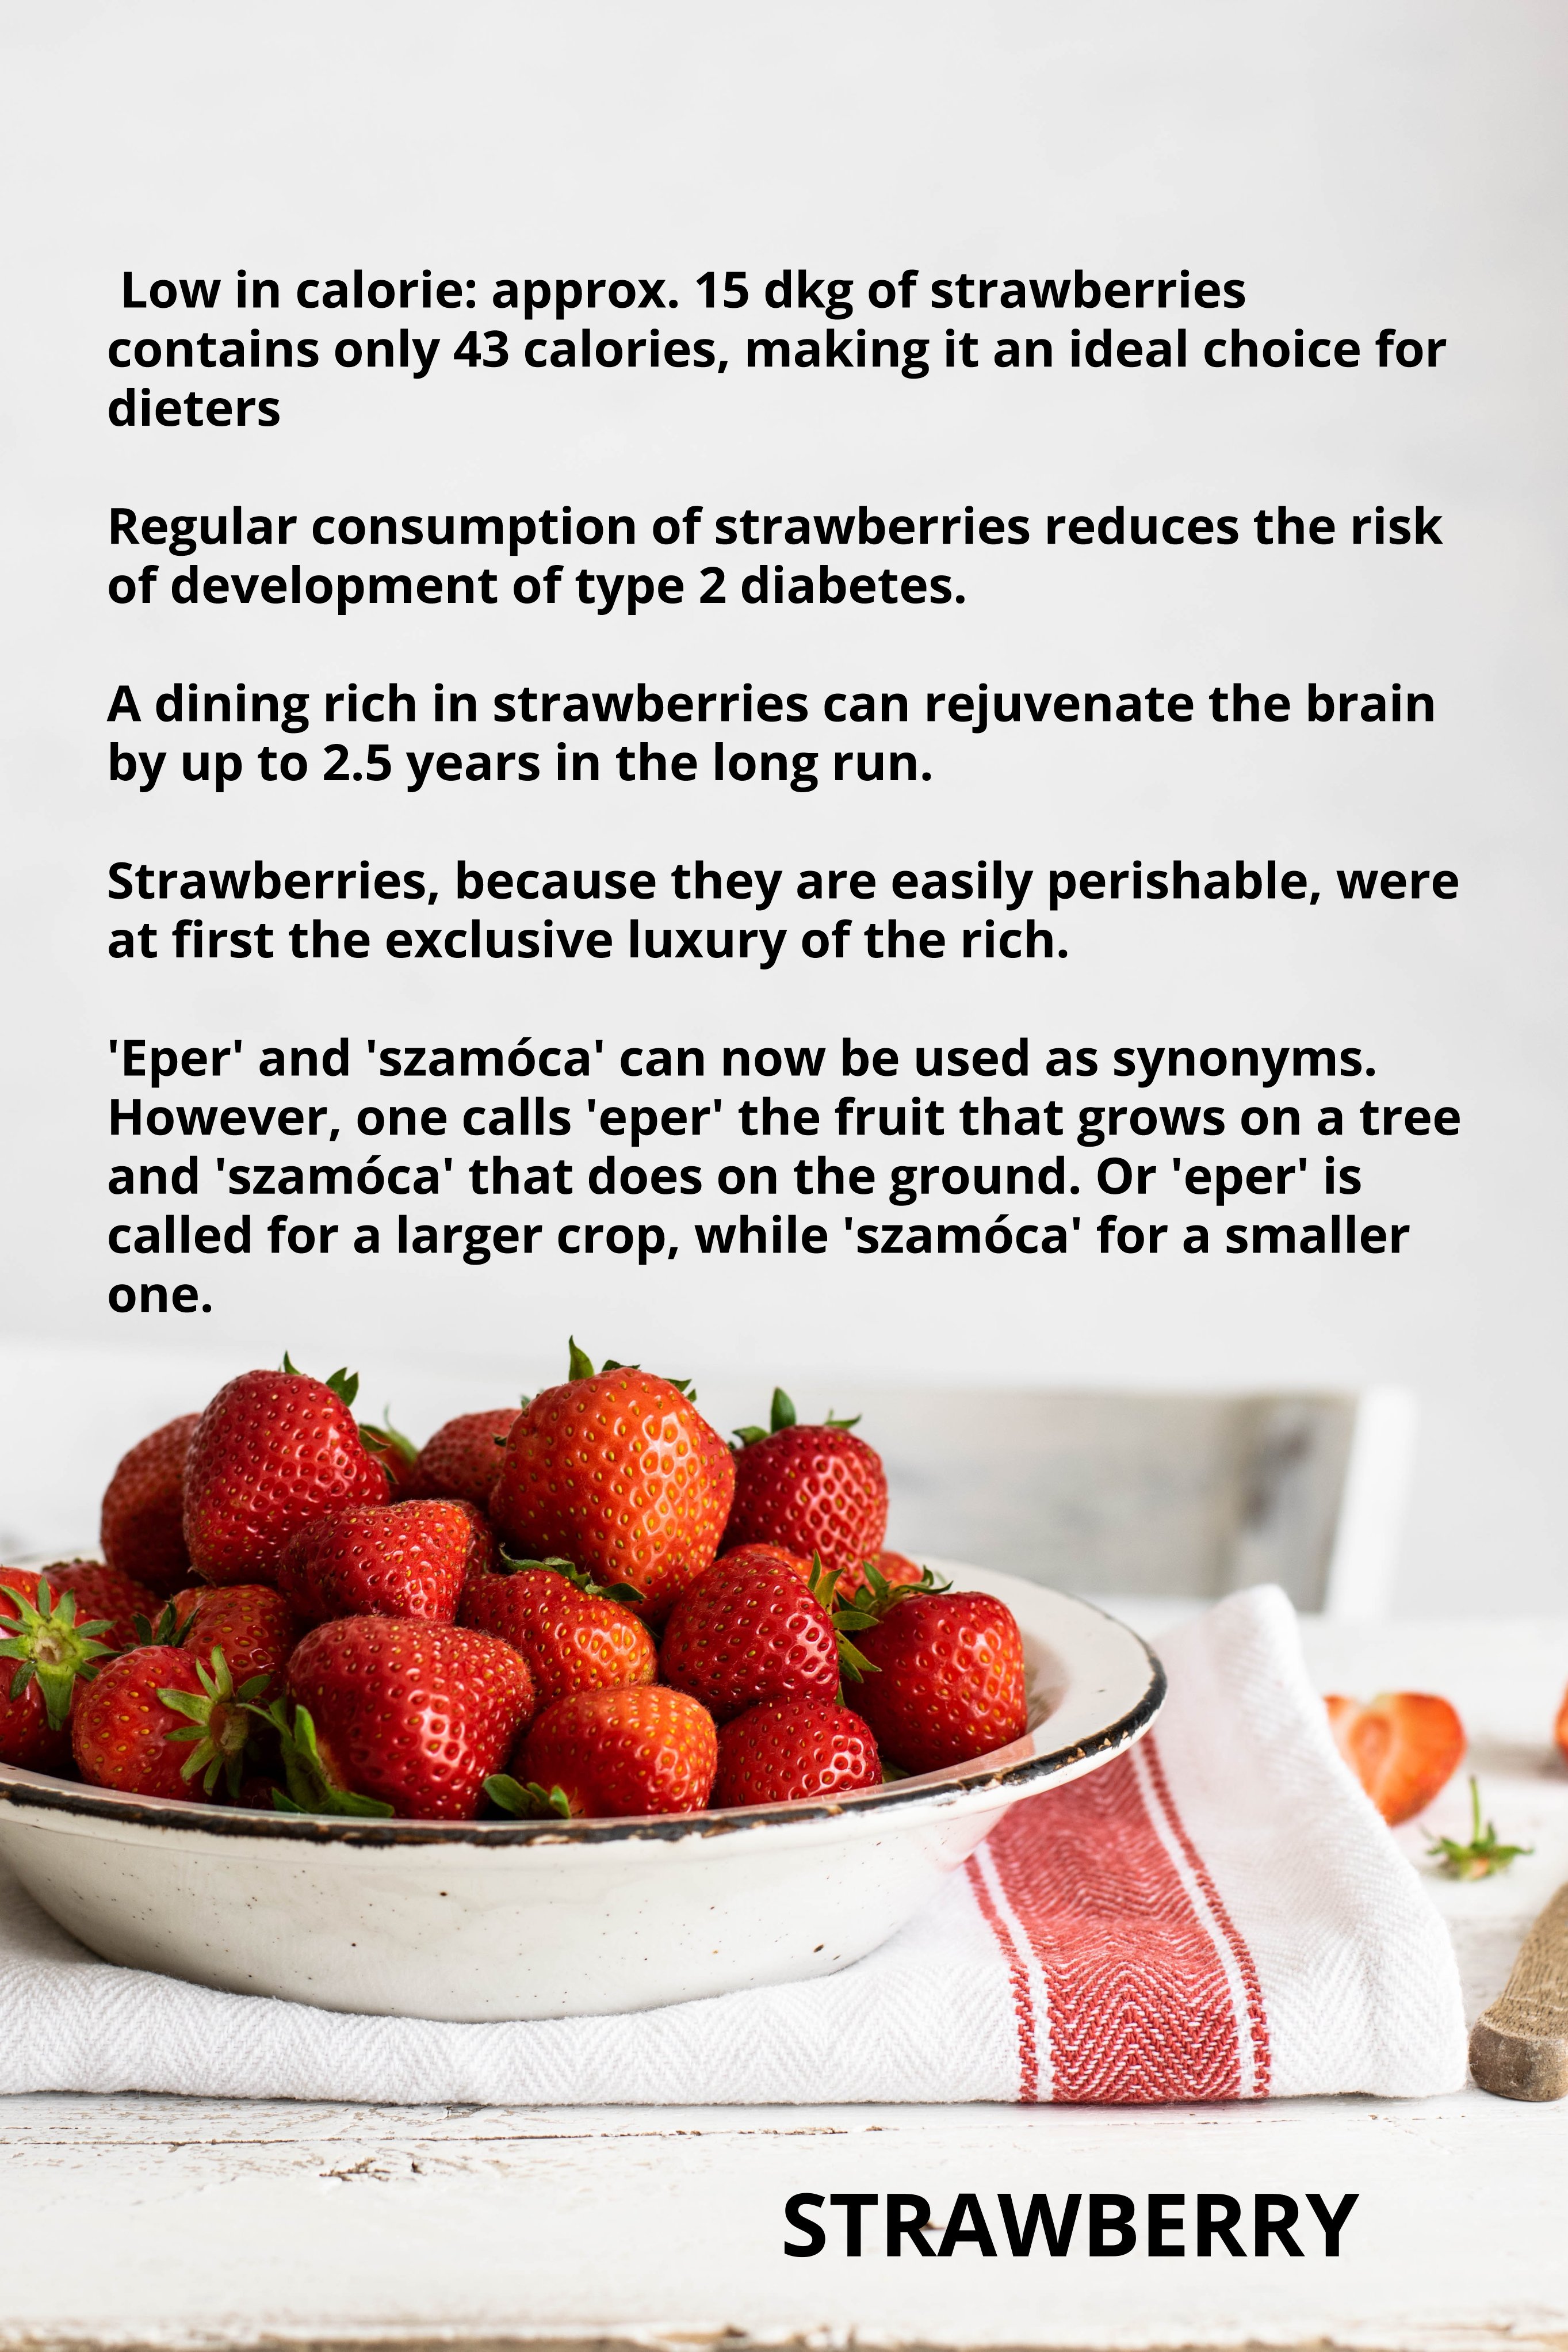 Low in calorie: approx. 15 dkg of strawberries
contains only 43 calories, making it an ideal choice for
dieters
Regular consumption of strawberries reduces the risk
of development of type 2 diabetes.
A dining rich in strawberries can rejuvenate the brain
by up to 2.5 years in the long run.
Strawberries, because they are easily perishable, were
at first the exclusive luxury of the rich.
'Eper' and 'szamóca' can now be used as synonyms.
However, one calls 'eper' the fruit that grows on a tree
and 'szamóca' that does on the ground. Or 'eper' is
called for a larger crop, while 'szamóca' for a smaller
one.
STRAWBERRY